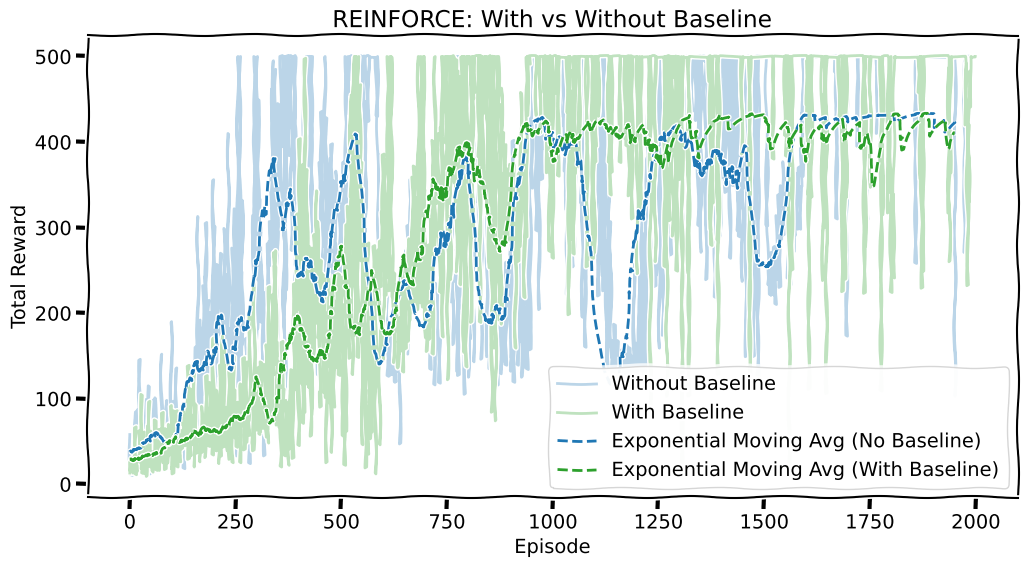 REINFORCE: With vs Without Baseline
Total Reward
500
400
300
200
100
0
Without Baseline
With Baseline
Exponential Moving Avg (No Baseline)
Exponential Moving Avg (With Baseline)
0 250 500 750 1000 1250 1500 1750 2000
Episode